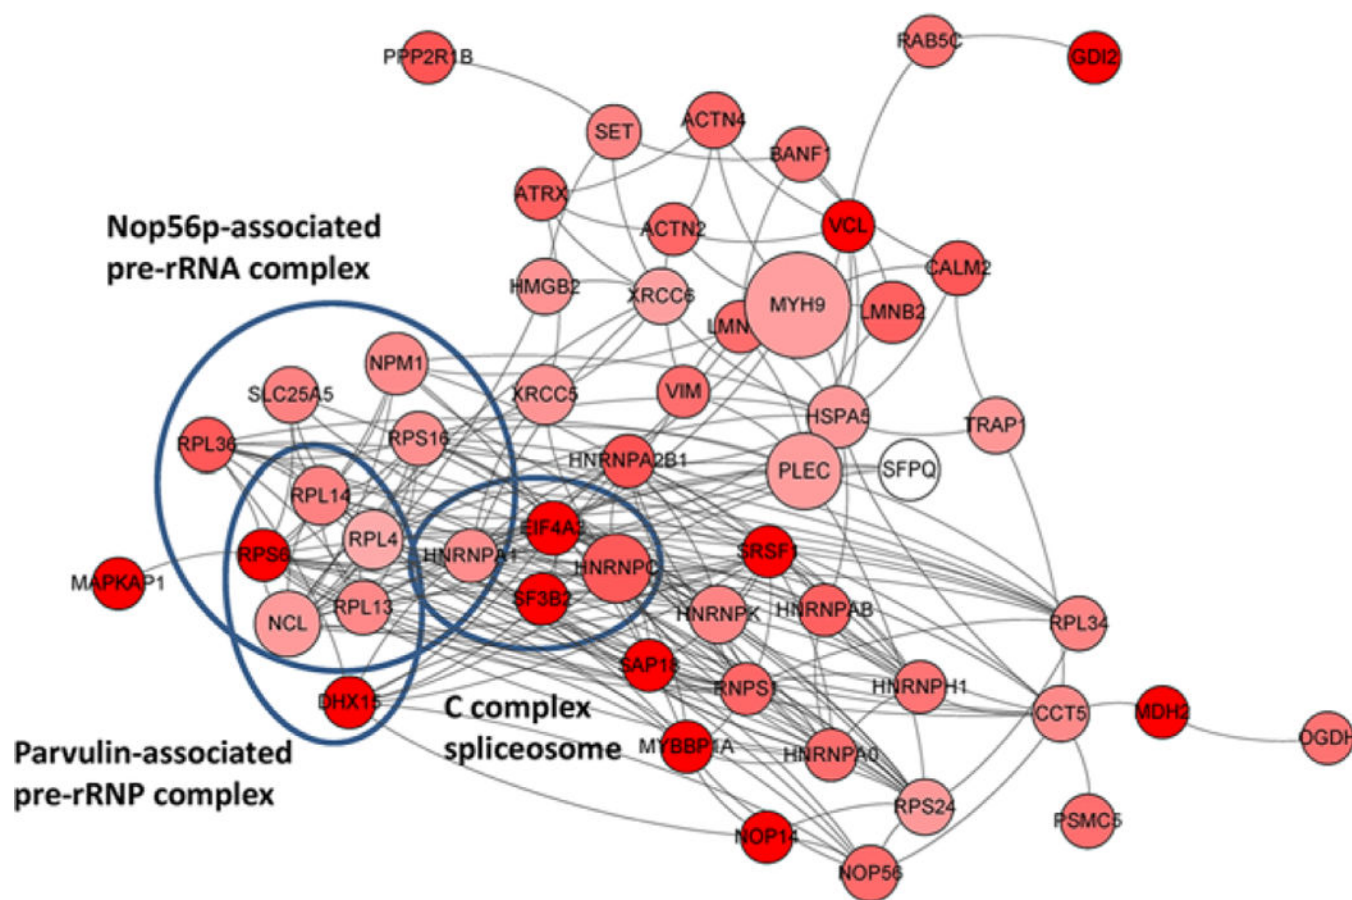 RAB5C
PPP2R1B
GDI2
ACTN4
SET
BANF1
ATRX
Nop56p-associated
pre-rRNA complex
ACTN2
VCL
CALM2
HMGB2
XRCC6
MYH9
LMNB2
LMN
NPM1
SLC25A5
XRCC5
VIM
HSPA5
TRAP1
RPL36
RPS16
HNRNPA2B1
PLEC
SFPQ
RPL14
EIF4A3
RPL4
HNRNPA1
RPS6
SRSF1
MAPKAP1
HNRNPC
SF3B2
RPL13
NCL
HNRNPK
HNRNPAB
RPL34
SAP18
RNPS1
HNRNPH1
DHX15
C complex
spliceosome
CCT5
MDH2
OGDH
Parvulin-associated
pre-rRNP complex
MYBBP1A
HNRNPA0
RPS24
PSMC5
NOP14
NOP56